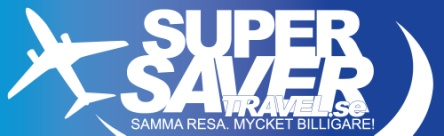 SUPER
SAVER
TRAVEL.se
SAMMA RESA. MYCKET BILLIGARE!